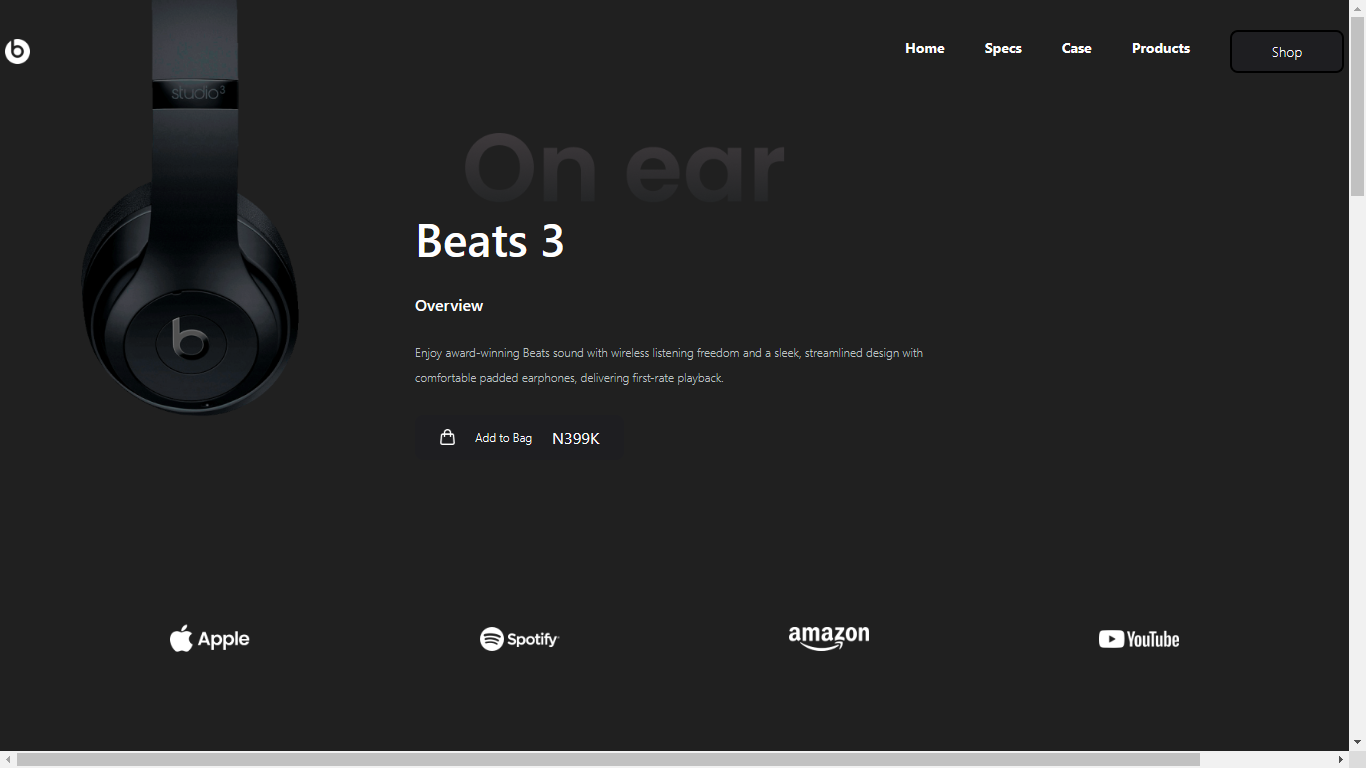 Home Specs Case Products Shop
studio3
On ear
Beats 3
Overview
Enjoy award-winning Beats sound with wireless listening freedom and a sleek, streamlined design with
comfortable padded earphones, delivering first-rate playback.
Add to Bag N399K
Apple Spotify amazon YouTube